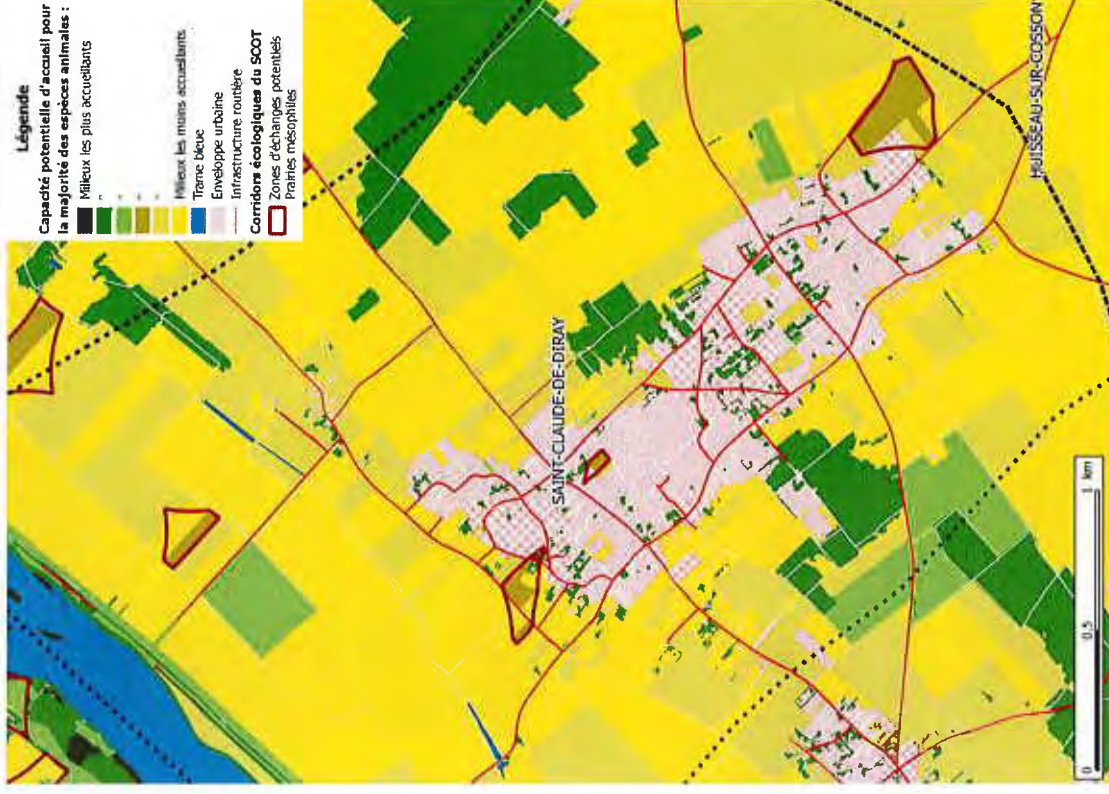 Légende
Capacité potentielle d'accueil pour
la majorité des espèces animales :
Milieux les plus accueillants
Milieux les moins accueillants
Trame bleue
Enveloppe urbaine
Infrastructure routière
Corridors écologiques du SCOT
Zones d'échanges potentiels
Prairies mésophiles
SAINT-CLAUDE-DE-DIRAY
HUISSEAU-SUR-COSSON
0 0.5 1 km